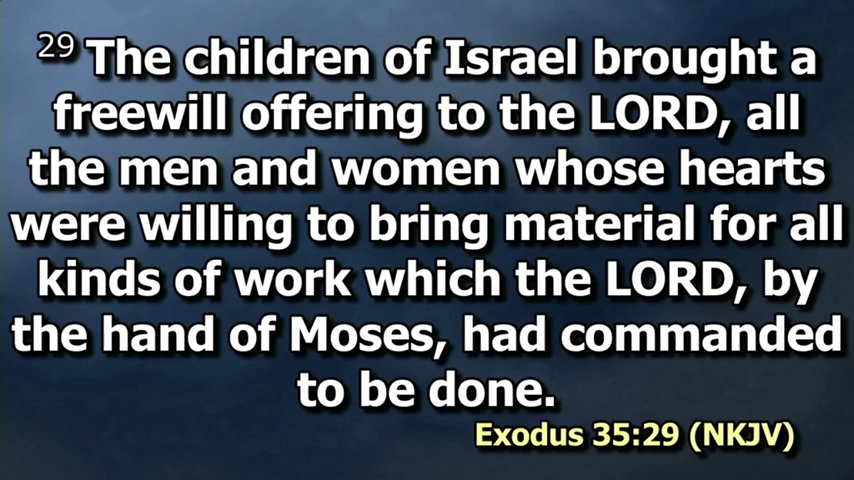 29 The children of Israel brought a
freewill offering to the LORD, all
the men and women whose hearts
were willing to bring material for all
kinds of work which the LORD, by
the hand of Moses, had commanded
to be done.
Exodus 35:29 (NKJV)